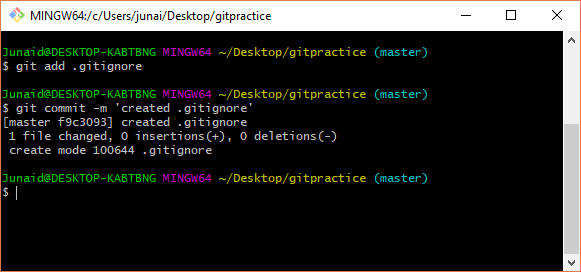 MINGW64:/c/Users/junai/Desktop/gitpractice
Junaid@DESKTOP-KABTBNG MINGW64 ~/Desktop/gitpractice (master)
$ git add .gitignore
Junaid@DESKTOP-KABTBNG MINGW64 ~/Desktop/gitpractice (master)
$ git commit -m 'created .gitignore'
[master f9c3093] created .gitignore
 1 file changed, 0 insertions(+), 0 deletions(-)
 create mode 100644 .gitignore
Junaid@DESKTOP-KABTBNG MINGW64 ~/Desktop/gitpractice (master)
$